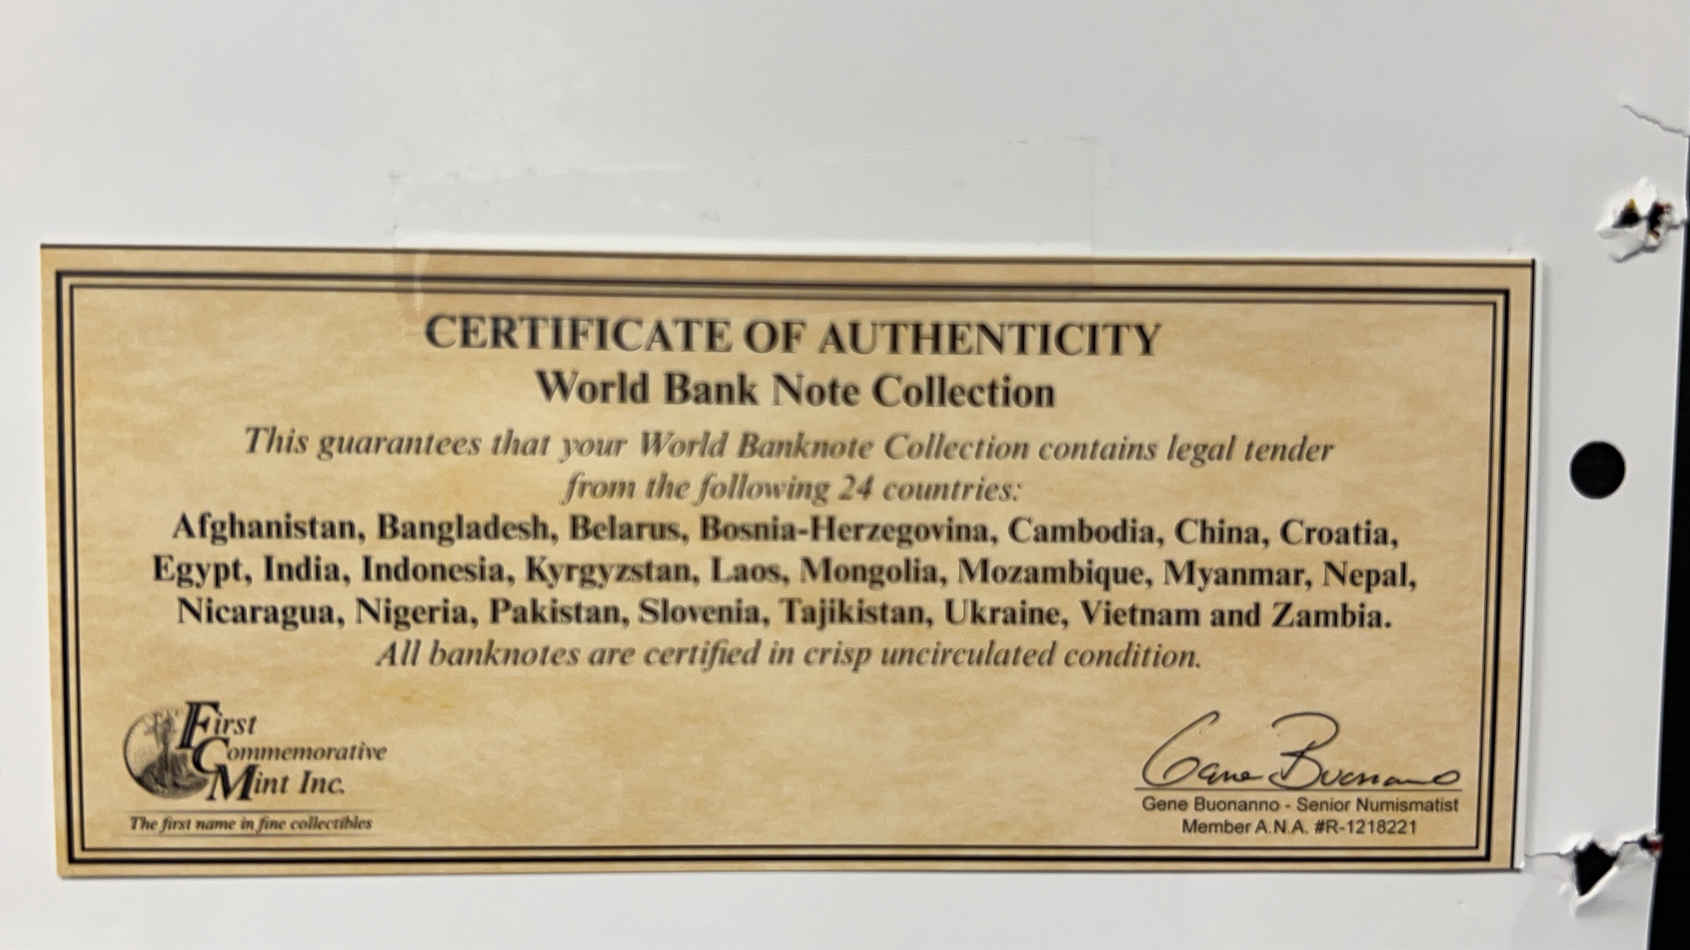 CERTIFICATE OF AUTHENTICITY
World Bank Note Collection
This guarantees that your World Banknote Collection contains legal tender
from the following 24 countries:
Afghanistan, Bangladesh, Belarus, Bosnia-Herzegovina, Cambodia, China, Croatia,
Egypt, India, Indonesia, Kyrgyzstan, Laos, Mongolia, Mozambique, Myanmar, Nepal,
Nicaragua, Nigeria, Pakistan, Slovenia, Tajikistan, Ukraine, Vietnam and Zambia.
All banknotes are certified in crisp uncirculated condition.
First
Commemorative
Mint Inc.
The first name in fine collectibles
Gene Buonanno
Gene Buonanno - Senior Numismatist
Member A.N.A. #R-1218221